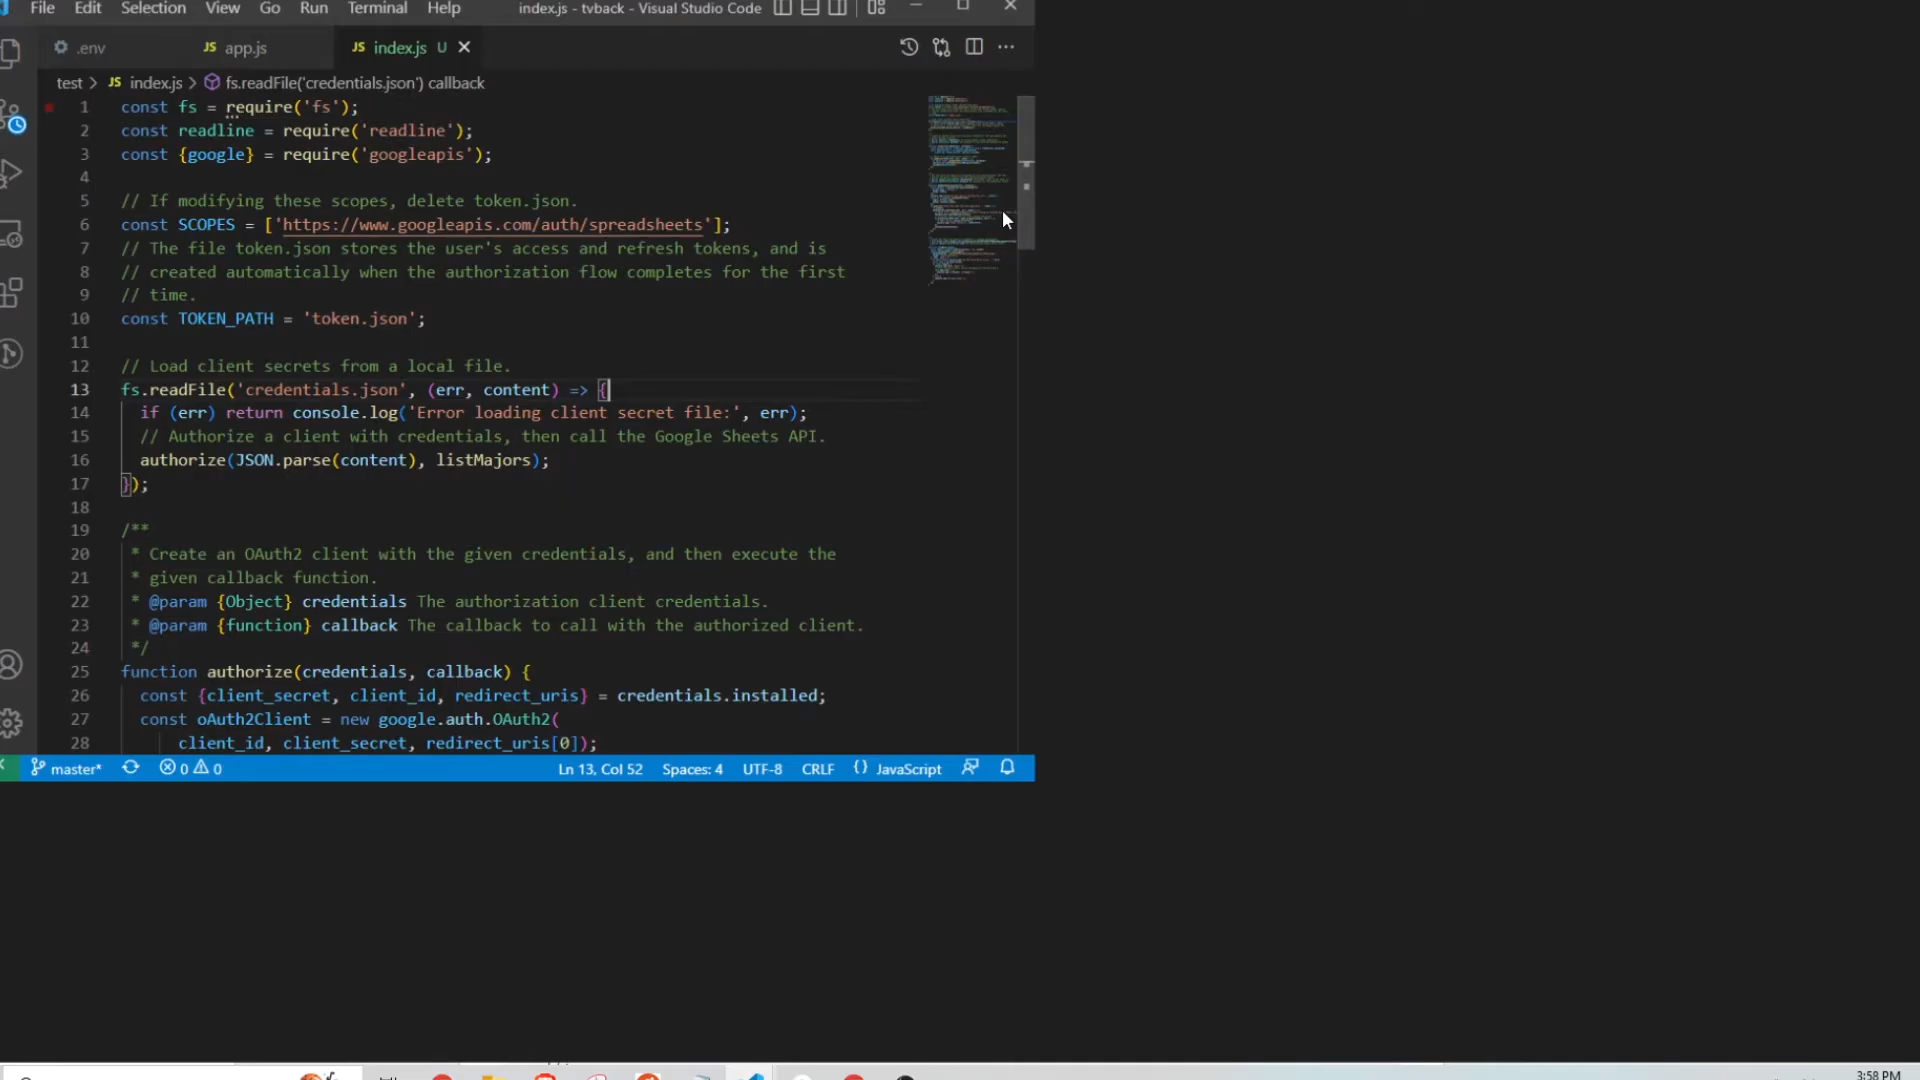 File Edit Selection View Go Run Terminal Help index.js - tvback - Visual Studio Code
.env JS app.js JS index.js U
test > JS index.js > fs.readFile('credentials.json') callback
1 const fs = require('fs');
2 const readline = require('readline');
3 const {google} = require('googleapis');
4
5 // If modifying these scopes, delete token.json.
6 const SCOPES = ['https://www.googleapis.com/auth/spreadsheets'];
7 // The file token.json stores the user's access and refresh tokens, and is
8 // created automatically when the authorization flow completes for the first
9 // time.
10 const TOKEN_PATH = 'token.json';
11
12 // Load client secrets from a local file.
13 fs.readFile('credentials.json', (err, content) => {
14 if (err) return console.log('Error loading client secret file:', err);
15 // Authorize a client with credentials, then call the Google Sheets API.
16 authorize(JSON.parse(content), listMajors);
17 });
18
19 /**
20 * Create an OAuth2 client with the given credentials, and then execute the
21 * given callback function.
22 * @param {Object} credentials The authorization client credentials.
23 * @param {function} callback The callback to call with the authorized client.
24 */
25 function authorize(credentials, callback) {
26 const {client_secret, client_id, redirect_uris} = credentials.installed;
27 const oAuth2Client = new google.auth.OAuth2(
28 client_id, client_secret, redirect_uris[0]);
master* 0 0 Ln 13, Col 52 Spaces: 4 UTF-8 CRLF {} JavaScript
3:58 PM